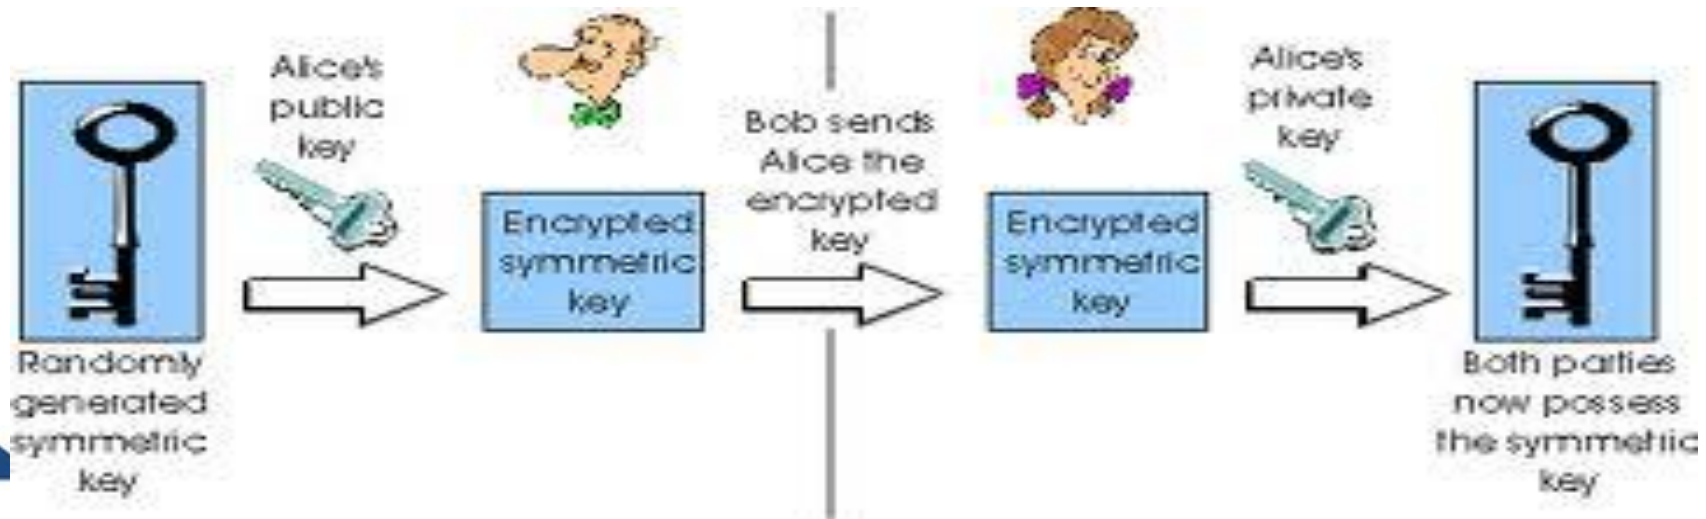 Alice's
public
key
Bob sends
Alice the
encrypted
key
Alice's
private
key
Encrypted
symmetric
key
Encrypted
symmetric
key
Randomly
generated
symmetric
key
Both parties
now possess
the symmetric
key